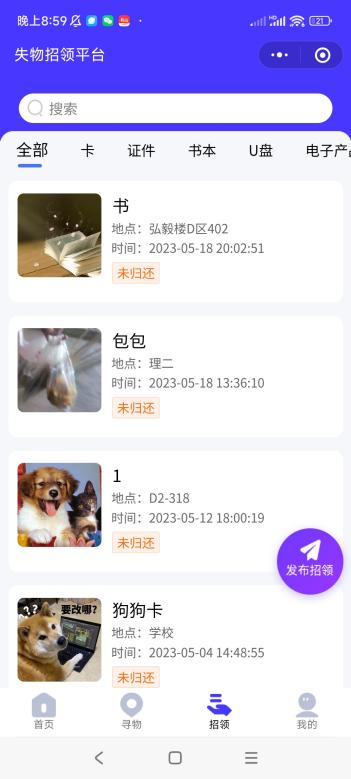 晚上8:59
21
失物招领平台
搜索
全部 卡 证件 书本 U盘 电子产品
书
地点：弘毅楼D区402
时间：2023-05-18 20:02:51
未归还
包包
地点：理二
时间：2023-05-18 13:36:10
未归还
1
地点：D2-318
时间：2023-05-12 18:00:19
未归还
发布招领
？？ 要改哪?
狗狗卡
地点：学校
时间：2023-05-04 14:48:55
未归还
首页 寻物 招领 我的